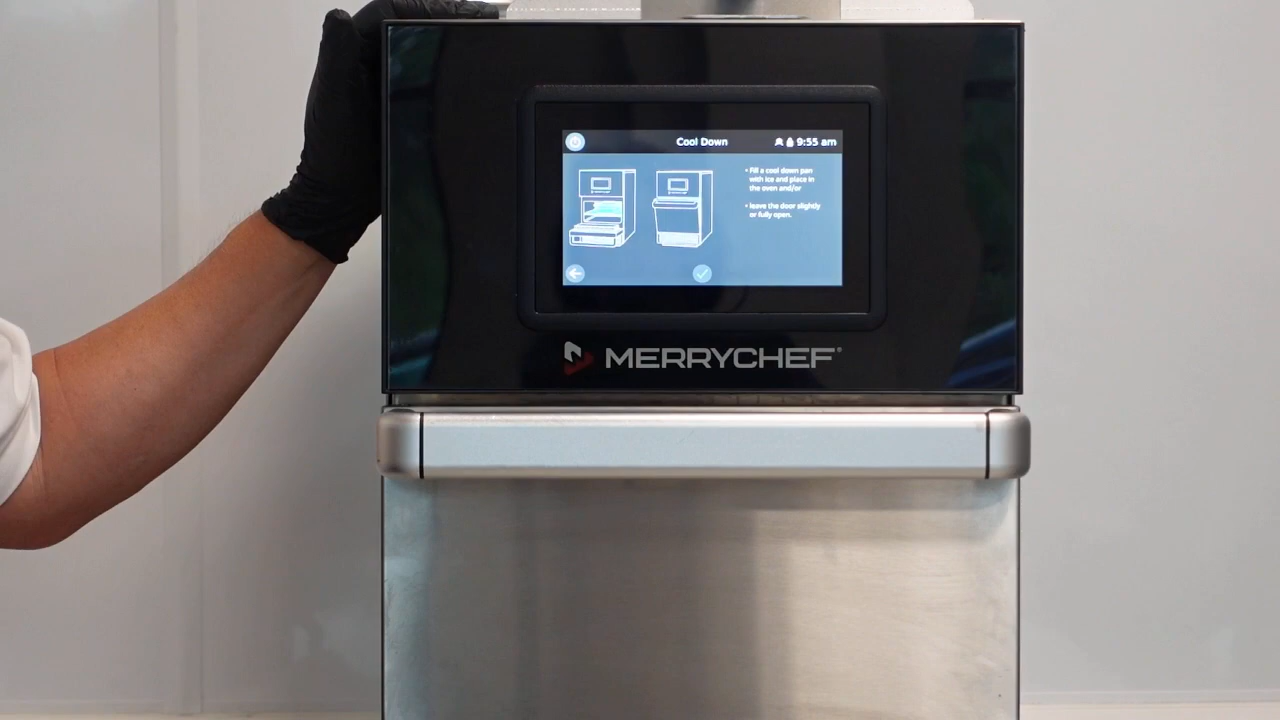 Cool Down
9:55 am
• Fill a cool down pan
with ice and place in
the oven and/or
• leave the door slightly
or fully open.
MERRYCHEF®